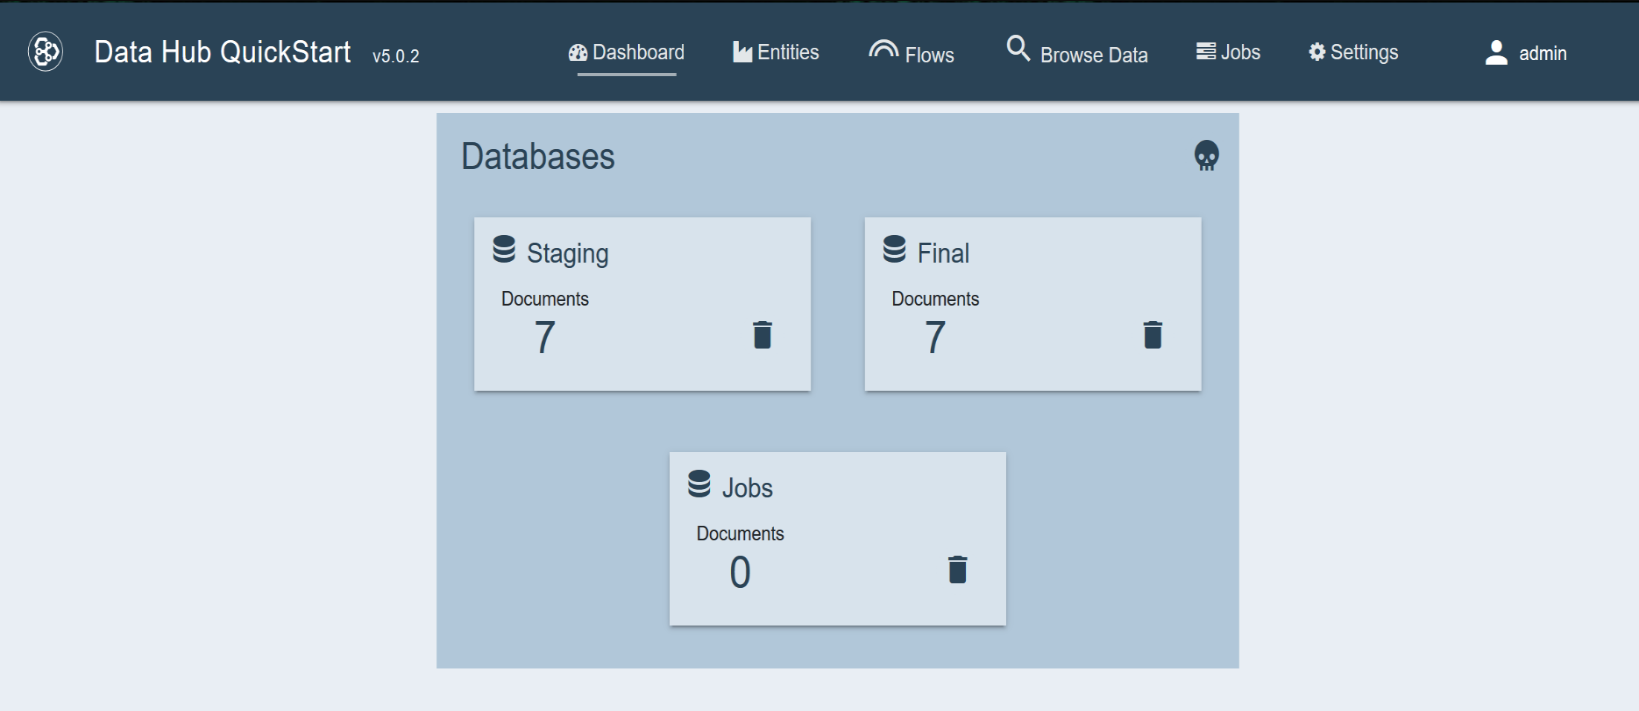 Data Hub QuickStart v5.0.2 Dashboard Entities Flows Browse Data Jobs Settings admin
Databases
Staging
Documents
7
Final
Documents
7
Jobs
Documents
0